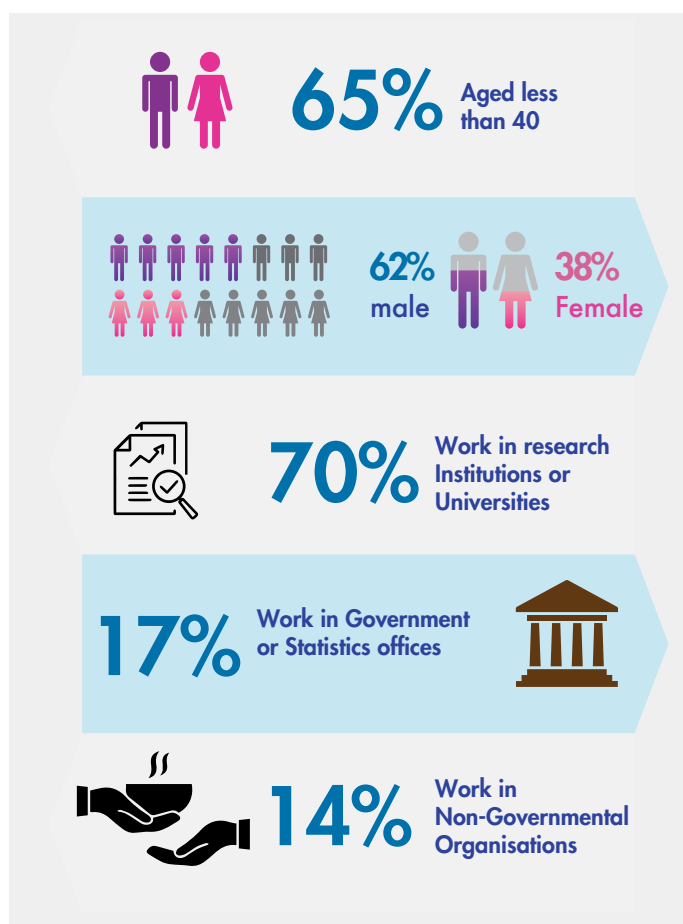 65%
Aged less
than 40
62%
male
38%
Female
70%
Work in research
Institutions or
Universities
17%
Work in Government
or Statistics offices
14%
Work in
Non-Governmental
Organisations